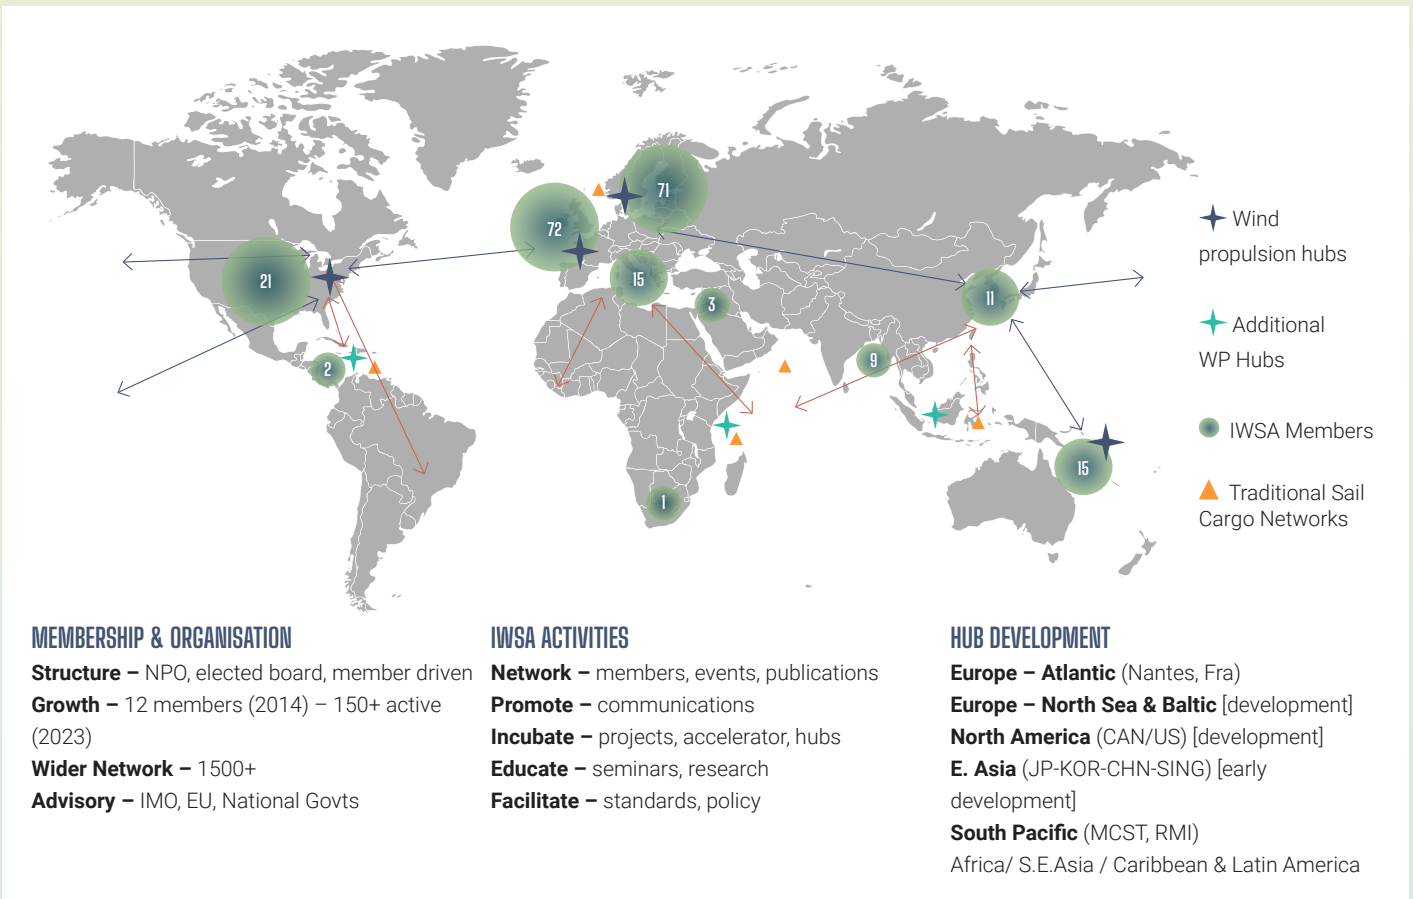 71
72
21
15
3
11
9
2
15
1
Wind
propulsion hubs
Additional
WP Hubs
IWSA Members
Traditional Sail
Cargo Networks
MEMBERSHIP & ORGANISATION
Structure – NPO, elected board, member driven
Growth – 12 members (2014) – 150+ active
(2023)
Wider Network – 1500+
Advisory – IMO, EU, National Govts
IWSA ACTIVITIES
Network – members, events, publications
Promote – communications
Incubate – projects, accelerator, hubs
Educate – seminars, research
Facilitate – standards, policy
HUB DEVELOPMENT
Europe – Atlantic (Nantes, Fra)
Europe – North Sea & Baltic [development]
North America (CAN/US) [development]
E. Asia (JP-KOR-CHN-SING) [early
development]
South Pacific (MCST, RMI)
Africa/ S.E.Asia / Caribbean & Latin America